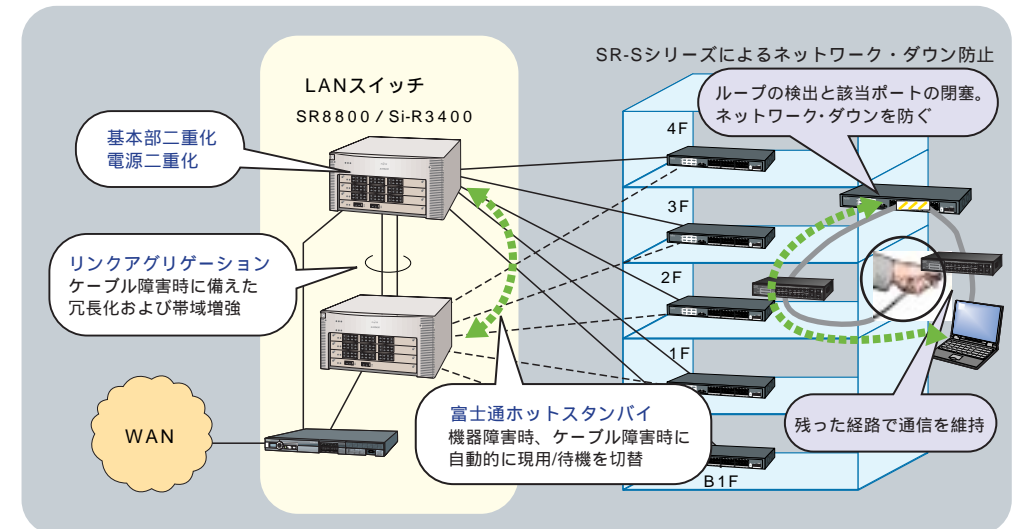 SR-Sシリーズによるネットワーク・ダウン防止
LANスイッチ
SR8800 / Si-R3400
基本部二重化
電源二重化
ループの検出と該当ポートの閉塞。
ネットワーク・ダウンを防ぐ
4F
3F
リンクアグリゲーション
ケーブル障害時に備えた
冗長化および帯域増強
2F
1F
富士通ホットスタンバイ
機器障害時、ケーブル障害時に
自動的に現用/待機を切替
残った経路で通信を維持
WAN
B1F